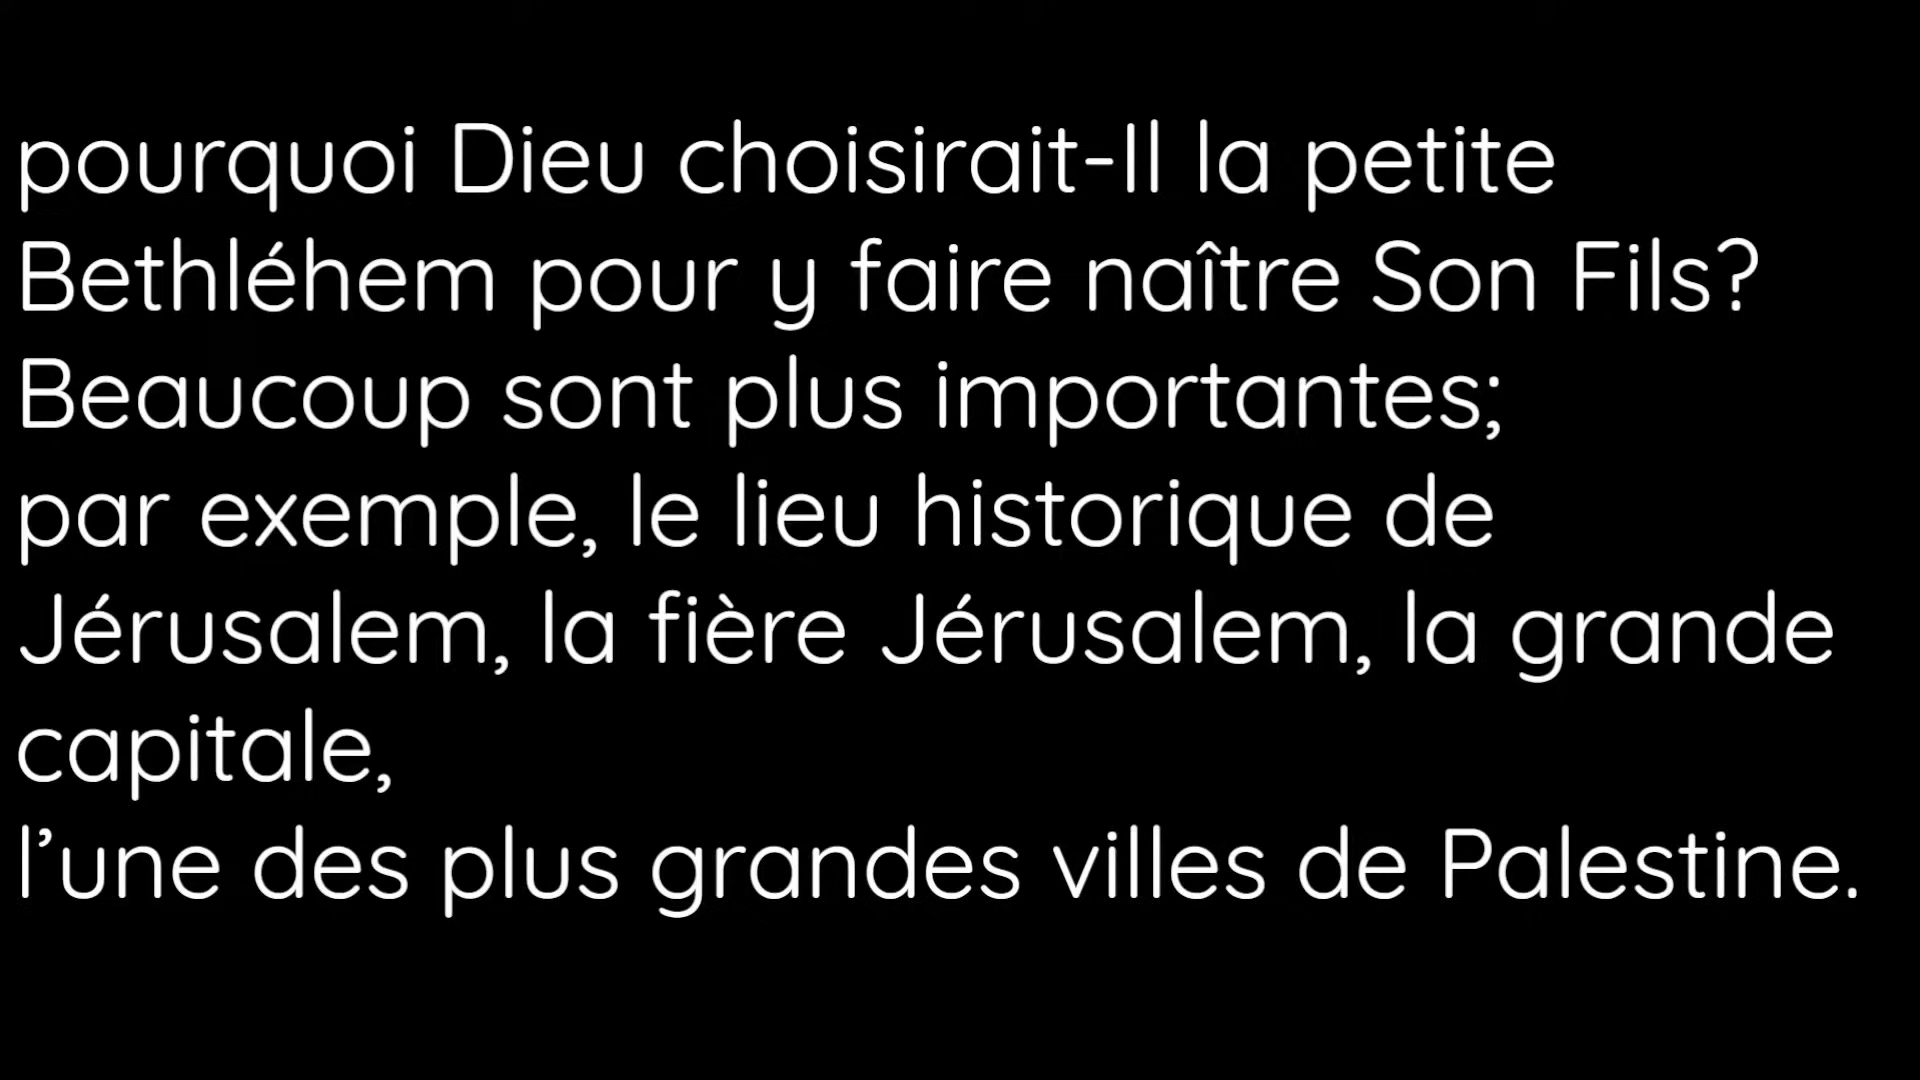 pourquoi Dieu choisirait-Il la petite
Bethléhem pour y faire naître Son Fils?
Beaucoup sont plus importantes;
par exemple, le lieu historique de
Jérusalem, la fière Jérusalem, la grande
capitale,
l’une des plus grandes villes de Palestine.